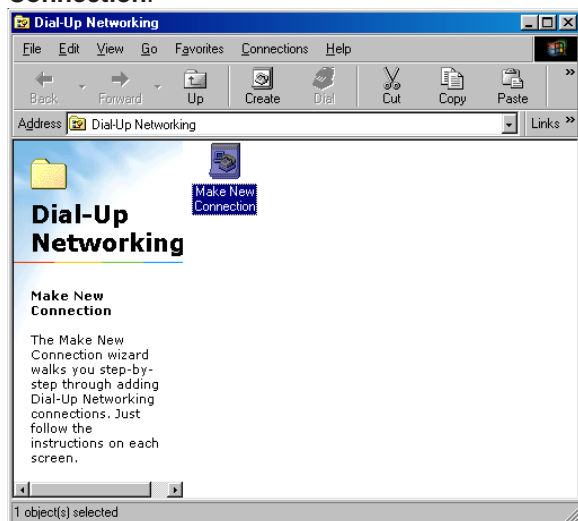 Connection.
Dial-Up Networking
File Edit View Go Favorites Connections Help
Back Forward Up Create Dial Cut Copy Paste »
Address Dial-Up Networking Links »
Make New
Connection
Dial-Up
Networking
Make New
Connection
The Make New
Connection wizard
walks you step-by-
step through adding
Dial-Up Networking
connections. Just
follow the
instructions on each
screen.
1 object(s) selected